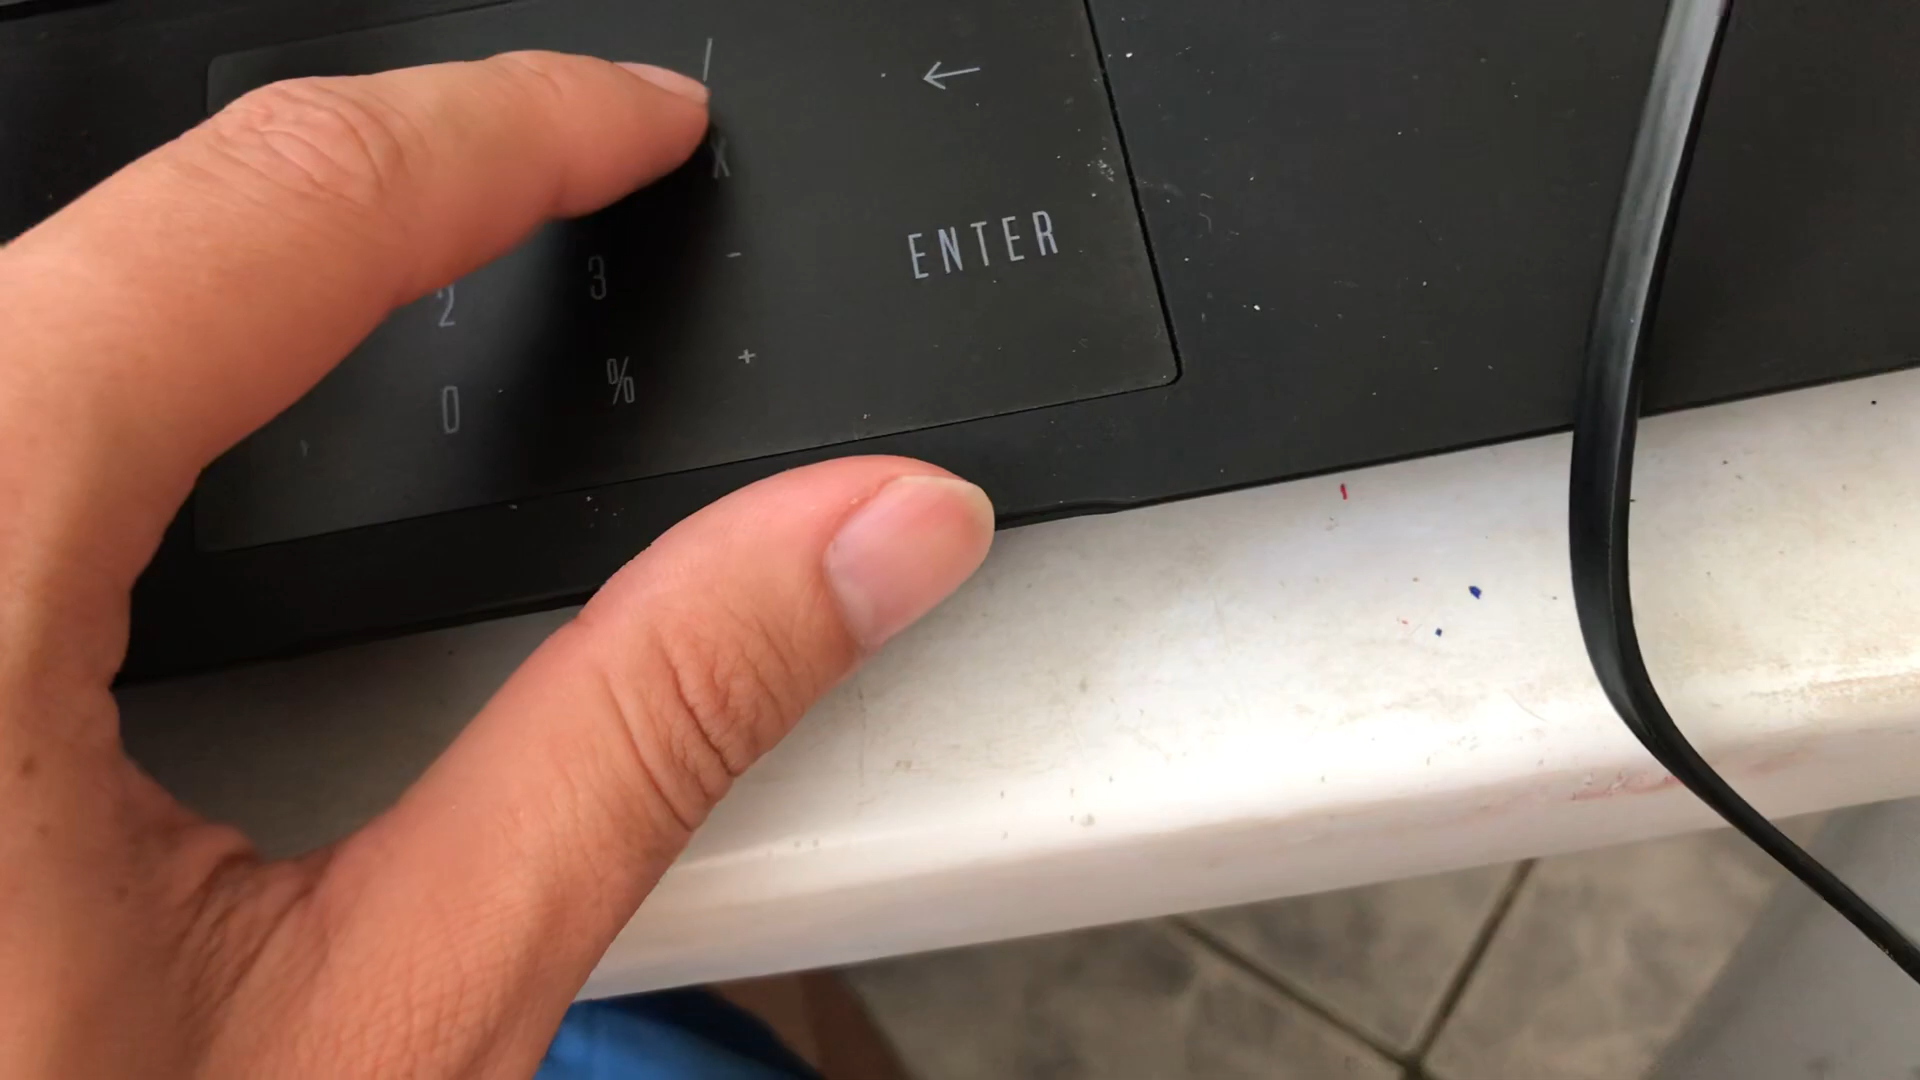 / ←
x
2 3 - ENTER
, 0 % +